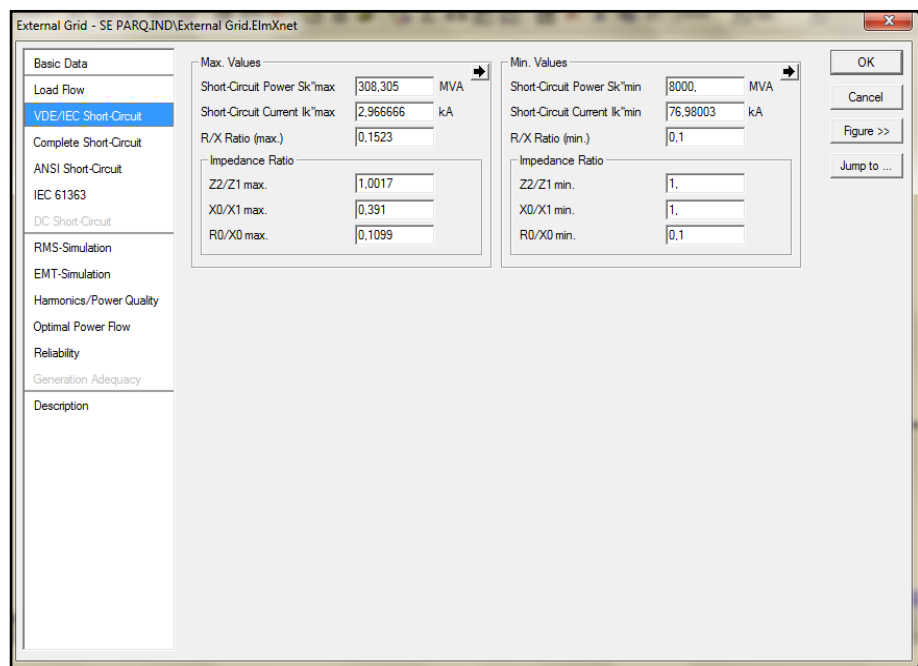 External Grid - SE PARQ.IND\External Grid.ElmXnet
x
Basic Data
Load Flow
VDE/IEC Short-Circuit
Complete Short-Circuit
ANSI Short-Circuit
IEC 61363
DC Short-Circuit
RMS-Simulation
EMT-Simulation
Harmonics/Power Quality
Optimal Power Flow
Reliability
Generation Adequacy
Description
Max. Values
Short-Circuit Power Sk"max 308,305 MVA
Short-Circuit Current Ik"max 2,966666 kA
R/X Ratio (max.) 0,1523
Impedance Ratio
Z2/Z1 max. 1,0017
X0/X1 max. 0,391
R0/X0 max. 0,1099
Min. Values
Short-Circuit Power Sk"min 8000, MVA
Short-Circuit Current Ik"min 76,98003 kA
R/X Ratio (min.) 0,1
Impedance Ratio
Z2/Z1 min. 1,
X0/X1 min. 1,
R0/X0 min. 0,1
OK
Cancel
Figure >>
Jump to ...